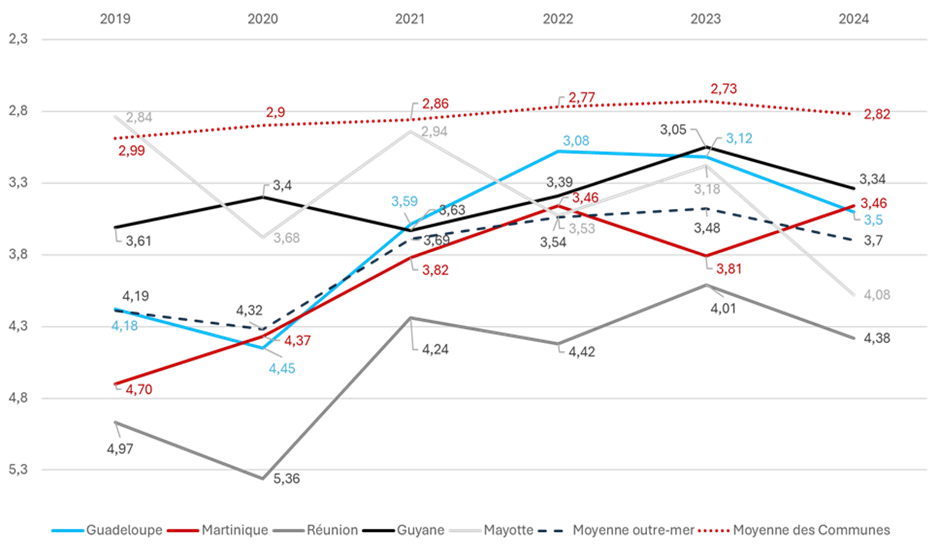 2019 2020 2021 2022 2023 2024
2,3
2,73
2,77
2,8 2,84 2,9 2,86 2,82
2,99 2,94
3,08 3,05 3,12
3,3 3,4 3,39 3,18 3,34
3,59 3,63 3,46 3,46
3,61 3,68 3,69 3,54 3,53 3,48 3,5
3,7
3,8 3,82 3,81
4,19 4,32 4,01 4,08
4,3 4,18 4,37 4,24 4,42 4,38
4,45
4,8 4,70
4,97
5,3 5,36
Guadeloupe Martinique Réunion Guyane Mayotte Moyenne outre-mer Moyenne des Communes